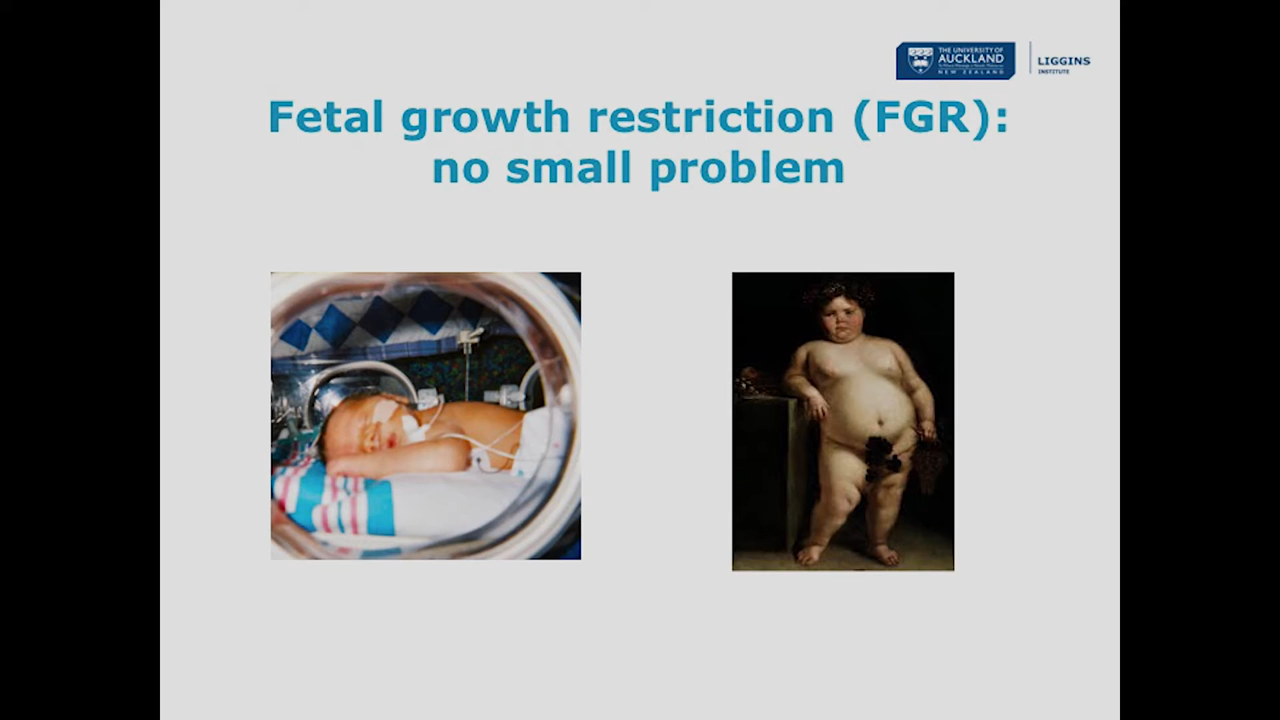 THE UNIVERSITY OF
AUCKLAND
NEW ZEALAND
LIGGINS
INSTITUTE
Fetal growth restriction (FGR):
no small problem